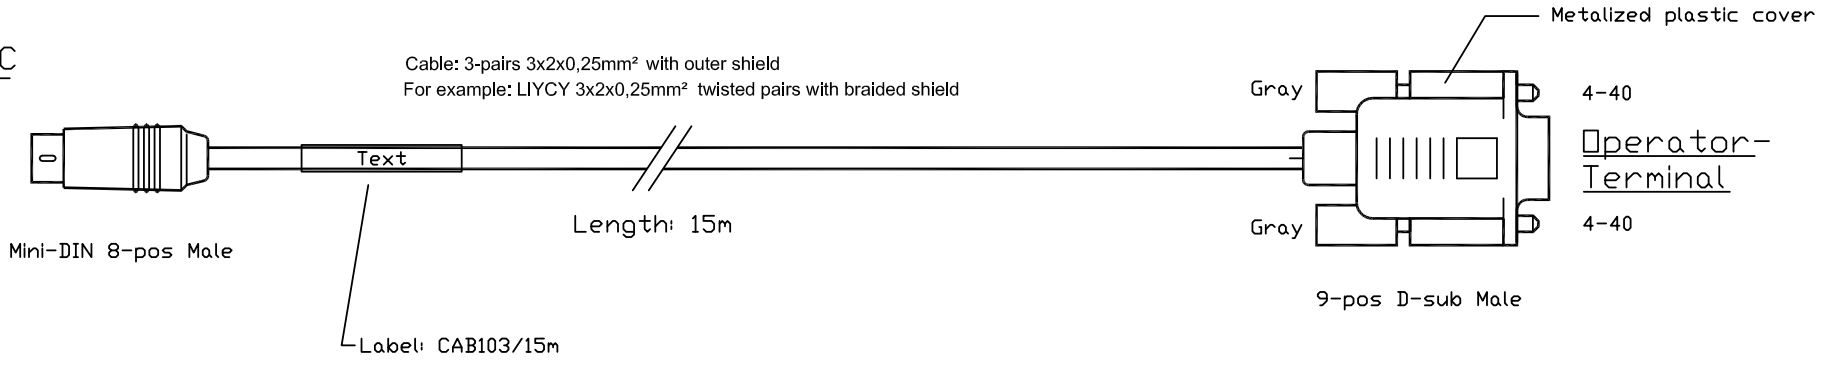 Metalized plastic cover
C
Cable: 3-pairs 3x2x0,25mm² with outer shield
For example: LIYCY 3x2x0,25mm² twisted pairs with braided shield
Gray
4-40
Text
Operator-
Terminal
Length: 15m
Gray
4-40
Mini-DIN 8-pos Male
9-pos D-sub Male
Label: CAB103/15m